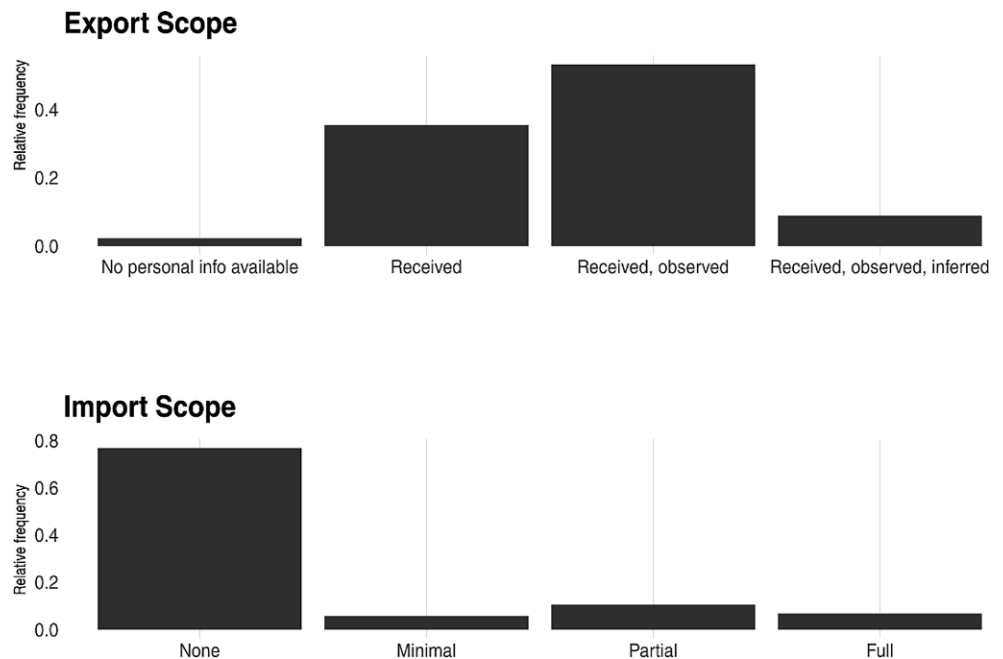 Export Scope
Relative frequency
0.4
0.2
0.0
No personal info available
Received
Received, observed
Received, observed, inferred
Import Scope
Relative frequency
0.8
0.6
0.4
0.2
0.0
None
Minimal
Partial
Full